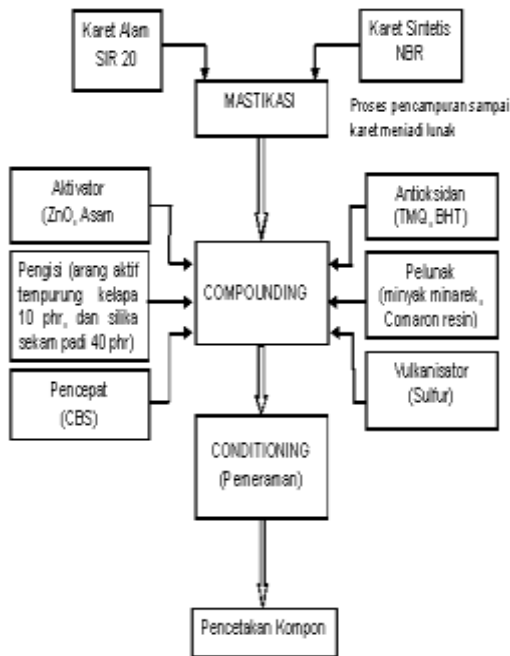 Karet Alam
SIR 20
Karet Sintetis
NBR
MASTIKASI
Proses pencampuran sampai
karet menjadi lunak
Aktivator
(ZnO, Asam
Antioksidan
(TMQ, BHT)
Pengisi (arang aktif
tempurung kelapa
10 phr, dan silika
sekam padi 40 phr)
COMPOUNDING
Pelunak
(minyak minarek,
Comaron resin)
Pencepat
(CBS)
Vulkanisator
(Sulfur)
CONDITIONING
(Pemeraman)
Pencetakan Kompon